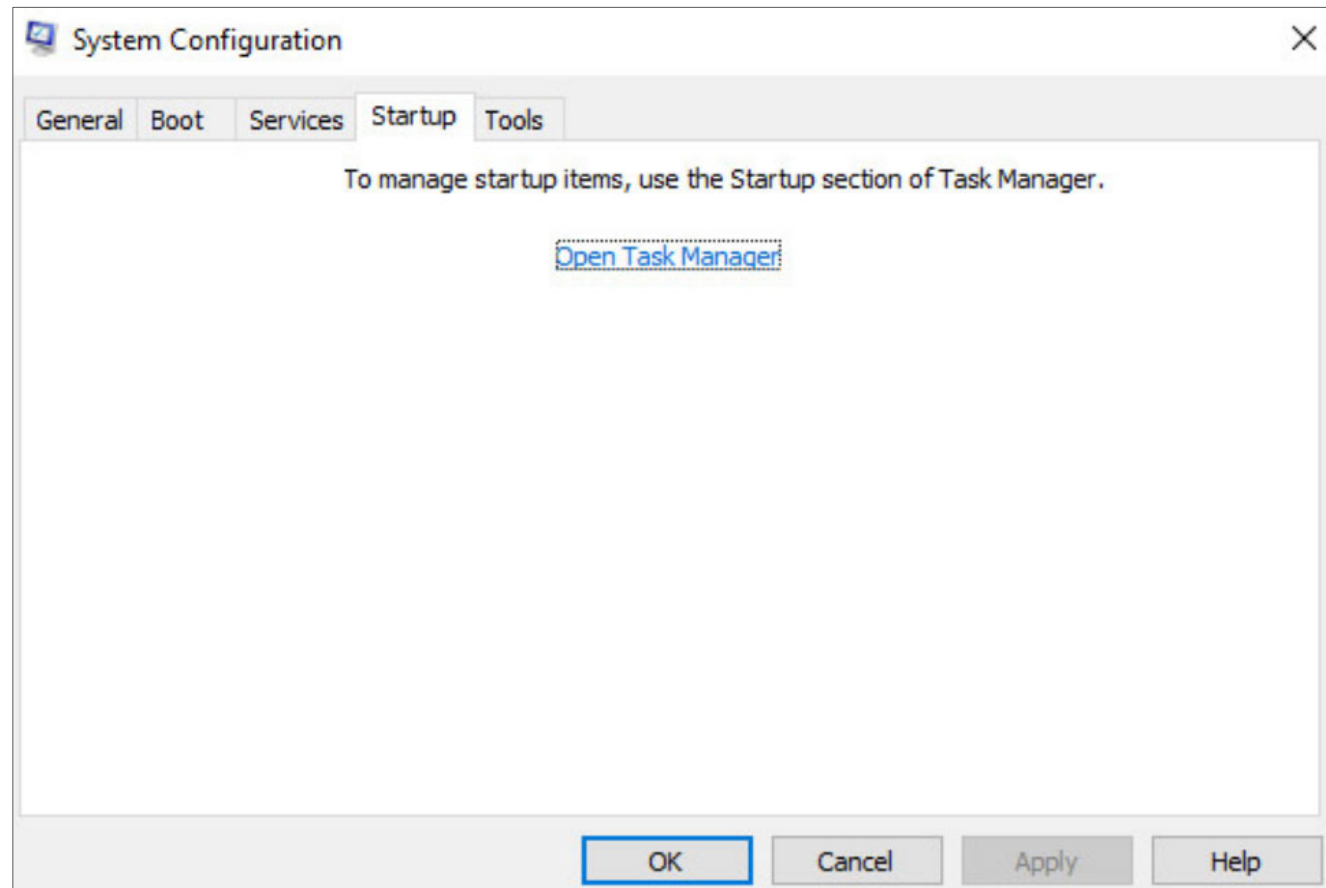 System Configuration
General Boot Services Startup Tools
To manage startup items, use the Startup section of Task Manager.
Open Task Manager
OK Cancel Apply Help